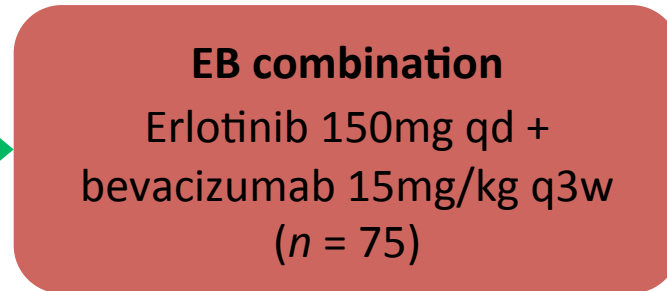 EB combination
Erlotinib 150mg qd +
bevacizumab 15mg/kg q3w
(n = 75)